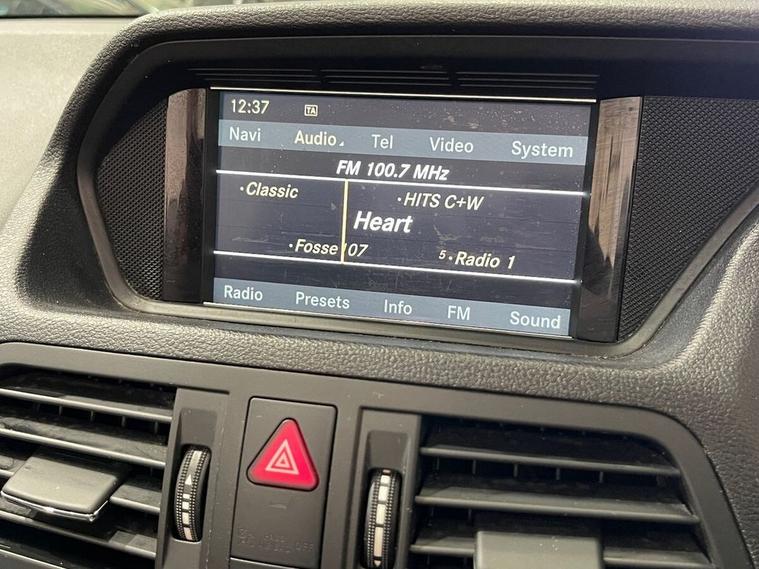 12:37 TA
Navi Audio Tel Video System
FM 100.7 MHz
•Classic •HITS C+W
Heart
•Fosse 107 5•Radio 1
Radio Presets Info FM Sound